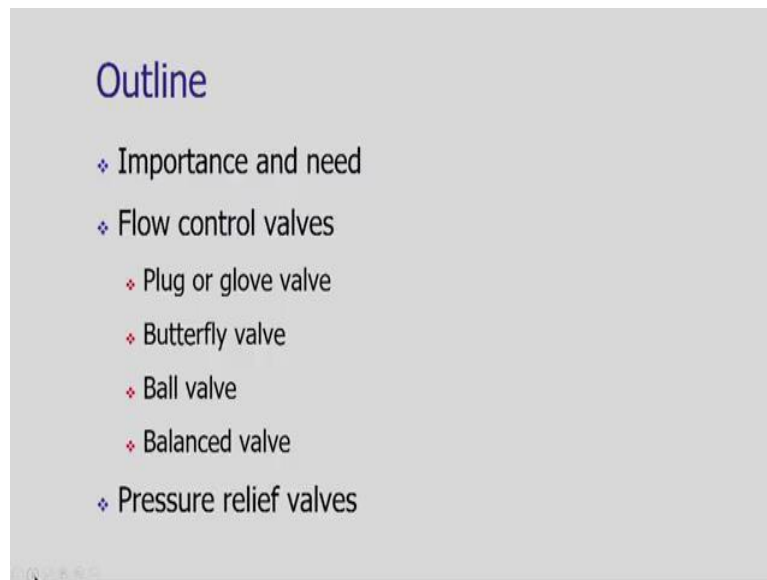 Outline
Importance and need
Flow control valves
Plug or glove valve
Butterfly valve
Ball valve
Balanced valve
Pressure relief valves